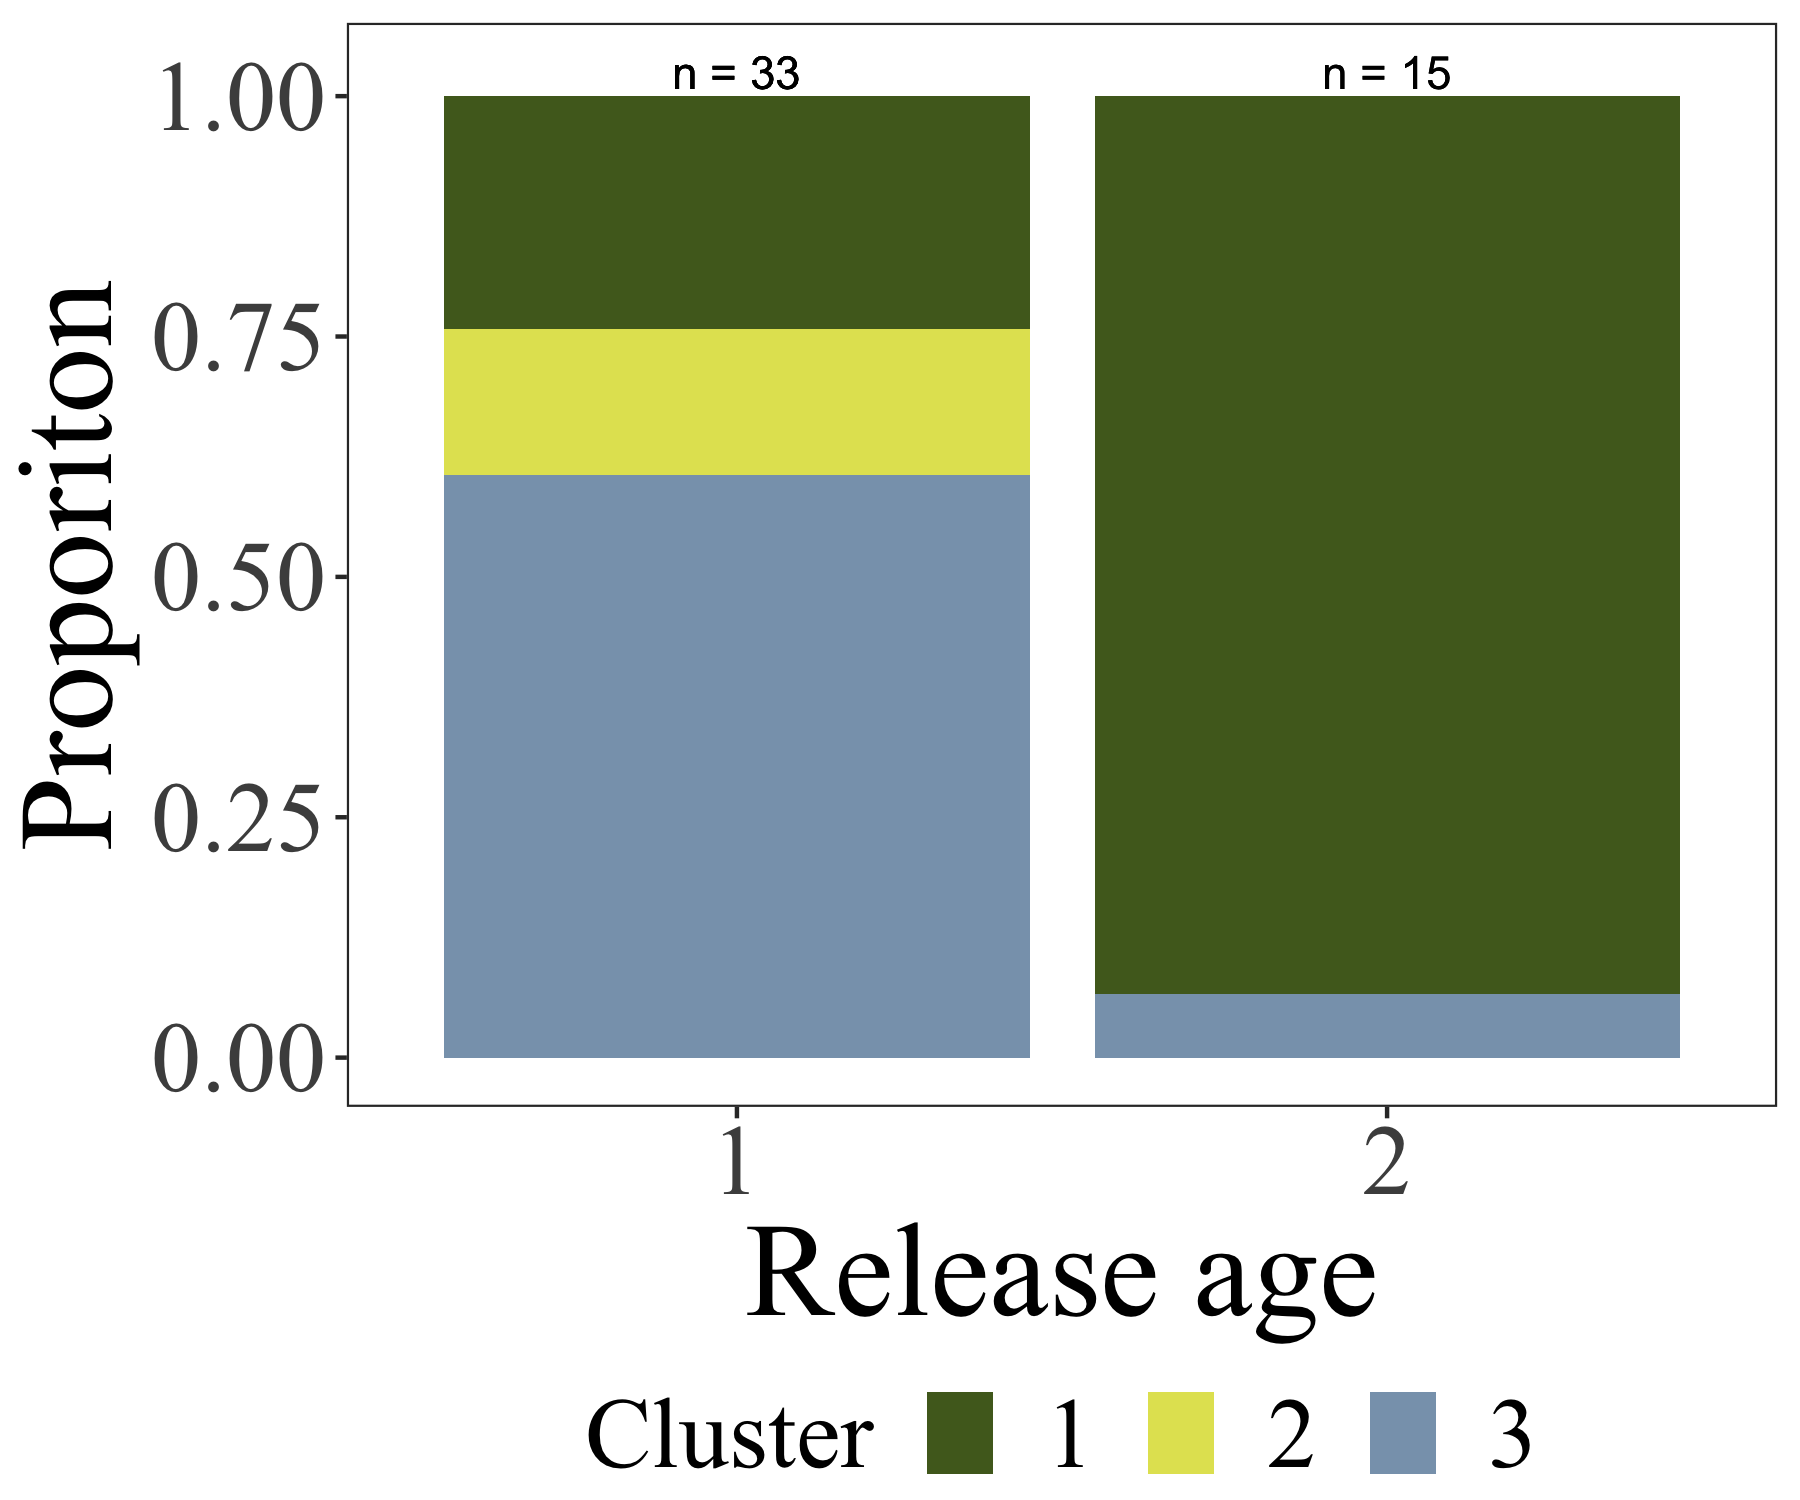 n = 33
n = 15
1.00
0.75
0.50
0.25
0.00
Proporiton
1
2
Release age
Cluster 1 2 3